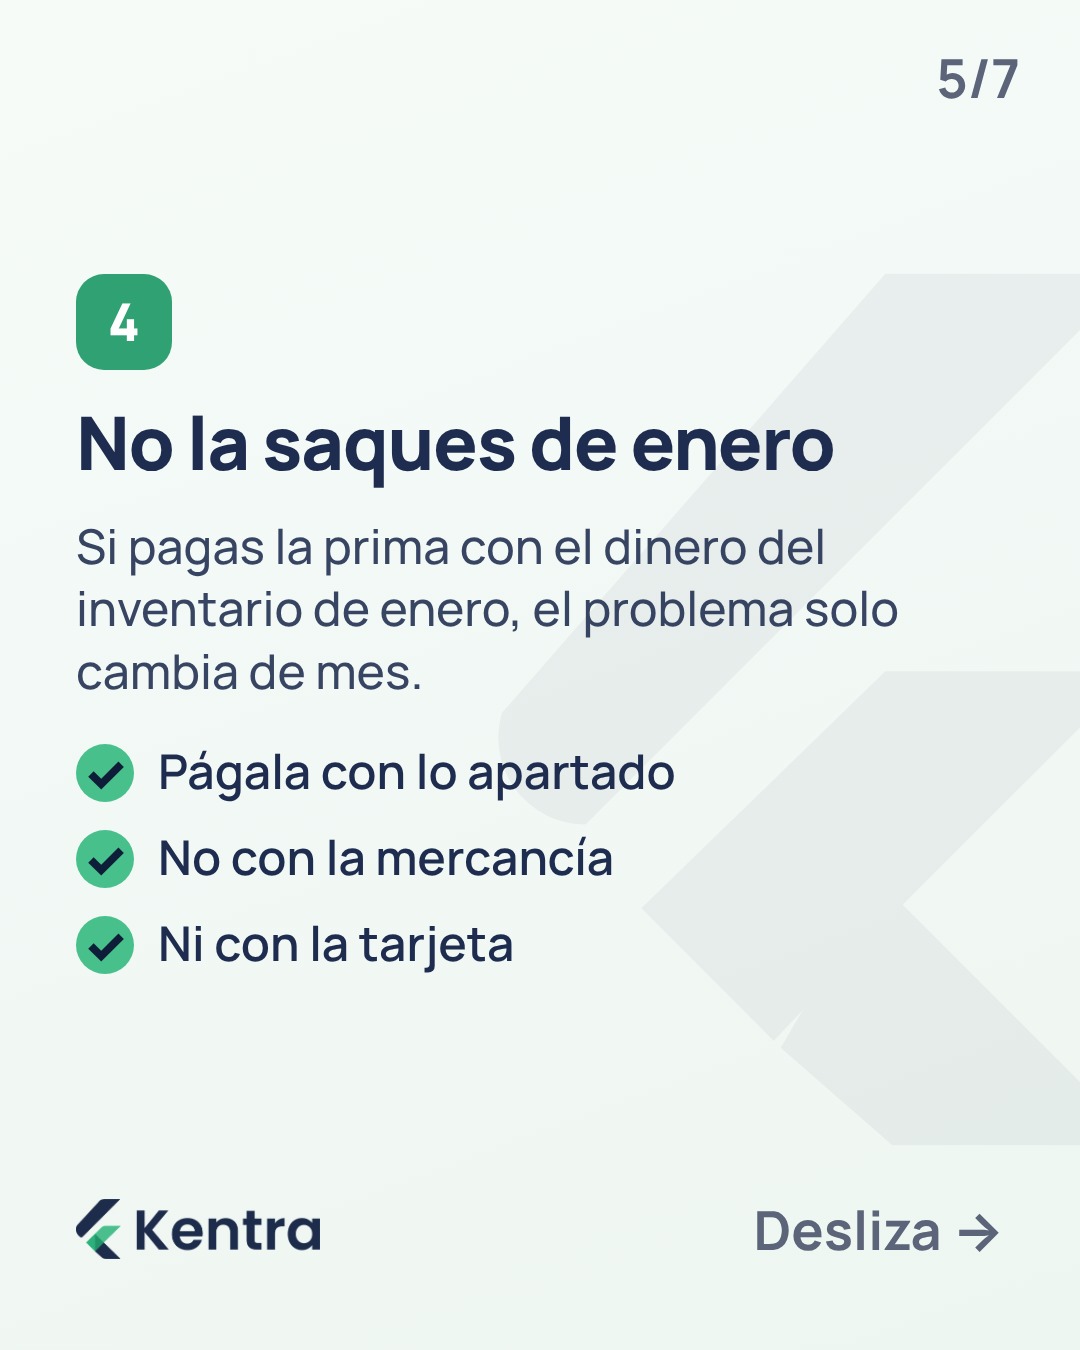 5/7
4
No la saques de enero
Si pagas la prima con el dinero del
inventario de enero, el problema solo
cambia de mes.
Págala con lo apartado
No con la mercancía
Ni con la tarjeta
Kentra
Desliza →